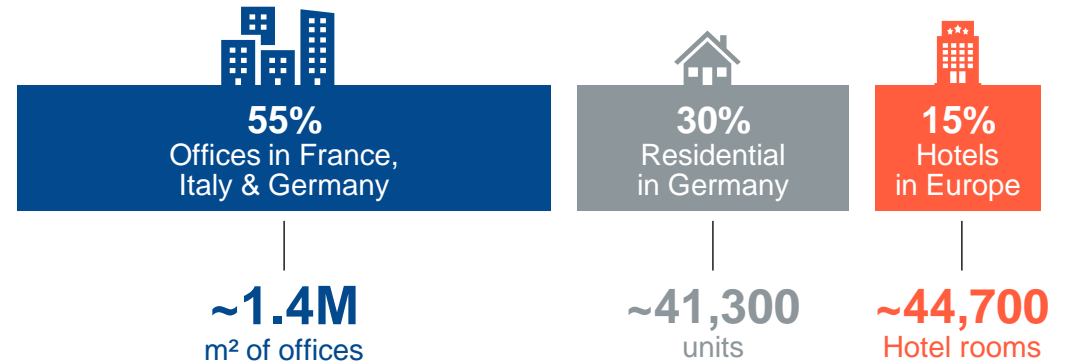 55%
Offices in France,
Italy & Germany
~1.4M
m² of offices
30%
Residential
in Germany
~41,300
units
15%
Hotels
in Europe
~44,700
Hotel rooms